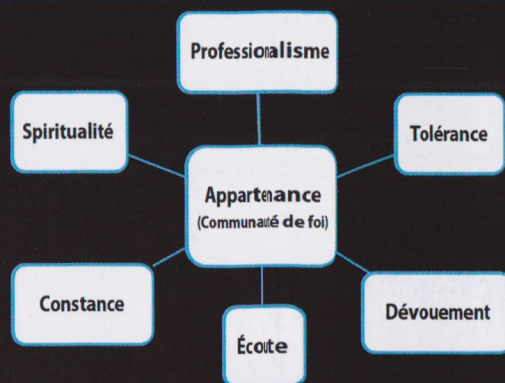 Professionalisme
Spiritualité
Tolérance
Appartenance
(Communauté de foi)
Constance
Dévouement
Écoute